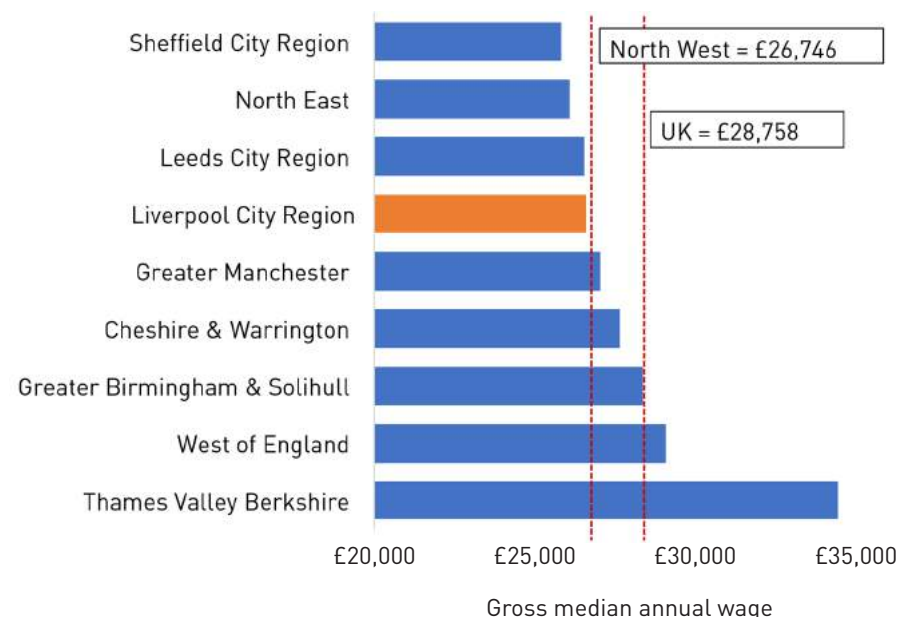 Sheffield City Region
North West = £26,746
North East
UK = £28,758
Leeds City Region
Liverpool City Region
Greater Manchester
Cheshire & Warrington
Greater Birmingham & Solihull
West of England
Thames Valley Berkshire
£20,000 £25,000 £30,000 £35,000
Gross median annual wage